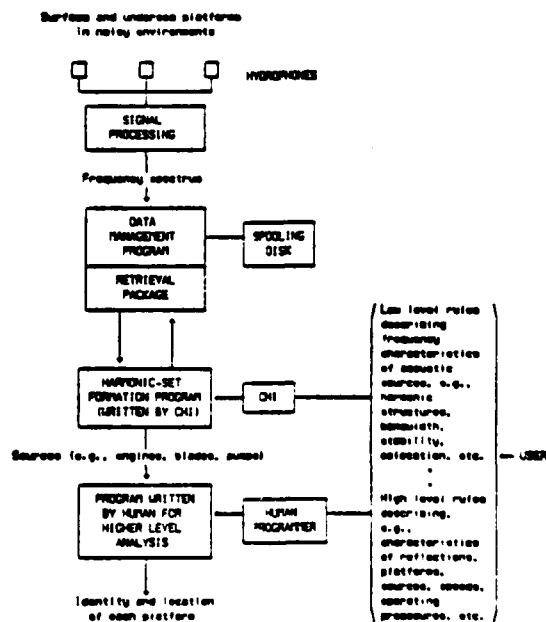 Surface and undersea platforms
in noisy environments
HYDROPHONES
SIGNAL
PROCESSING
Frequency spectrum
DATA
MANAGEMENT
PROGRAM
SPOOLING
DISK
RETRIEVAL
PACKAGE
HARMONIC-SET
FORMATION PROGRAM
(WRITTEN BY CHI)
CHI
Sources (e.g., engines, blades, pumps)
PROGRAM WRITTEN
BY HUMAN FOR
HIGHER LEVEL
ANALYSIS
HUMAN
PROGRAMMER
Identity and location
of each platform
Low level rules
describing
frequency
characteristics
of acoustic
sources, e.g.,
harmonic
structures,
bandwidth,
stability,
etc.
High level rules
describing,
e.g.,
characteristics
of reflections,
platforms,
sources, speeds,
operating
procedures, etc.
USER